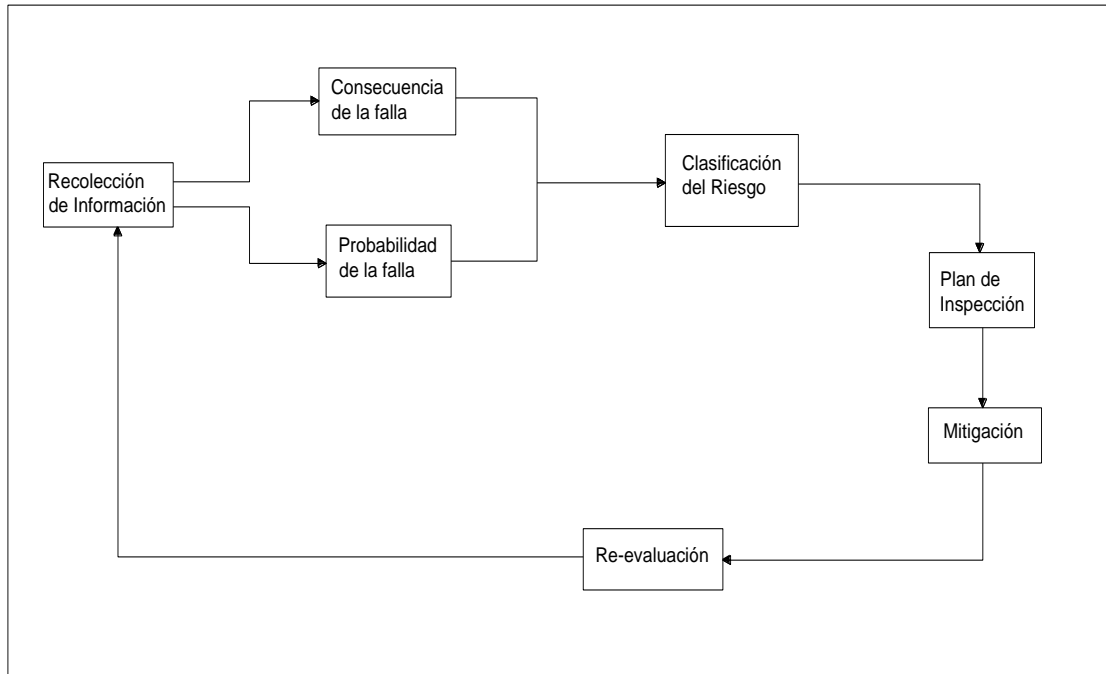 Recolección
de Información
Consecuencia
de la falla
Probabilidad
de la falla
Clasificación
del Riesgo
Plan de
Inspección
Mitigación
Re-evaluación